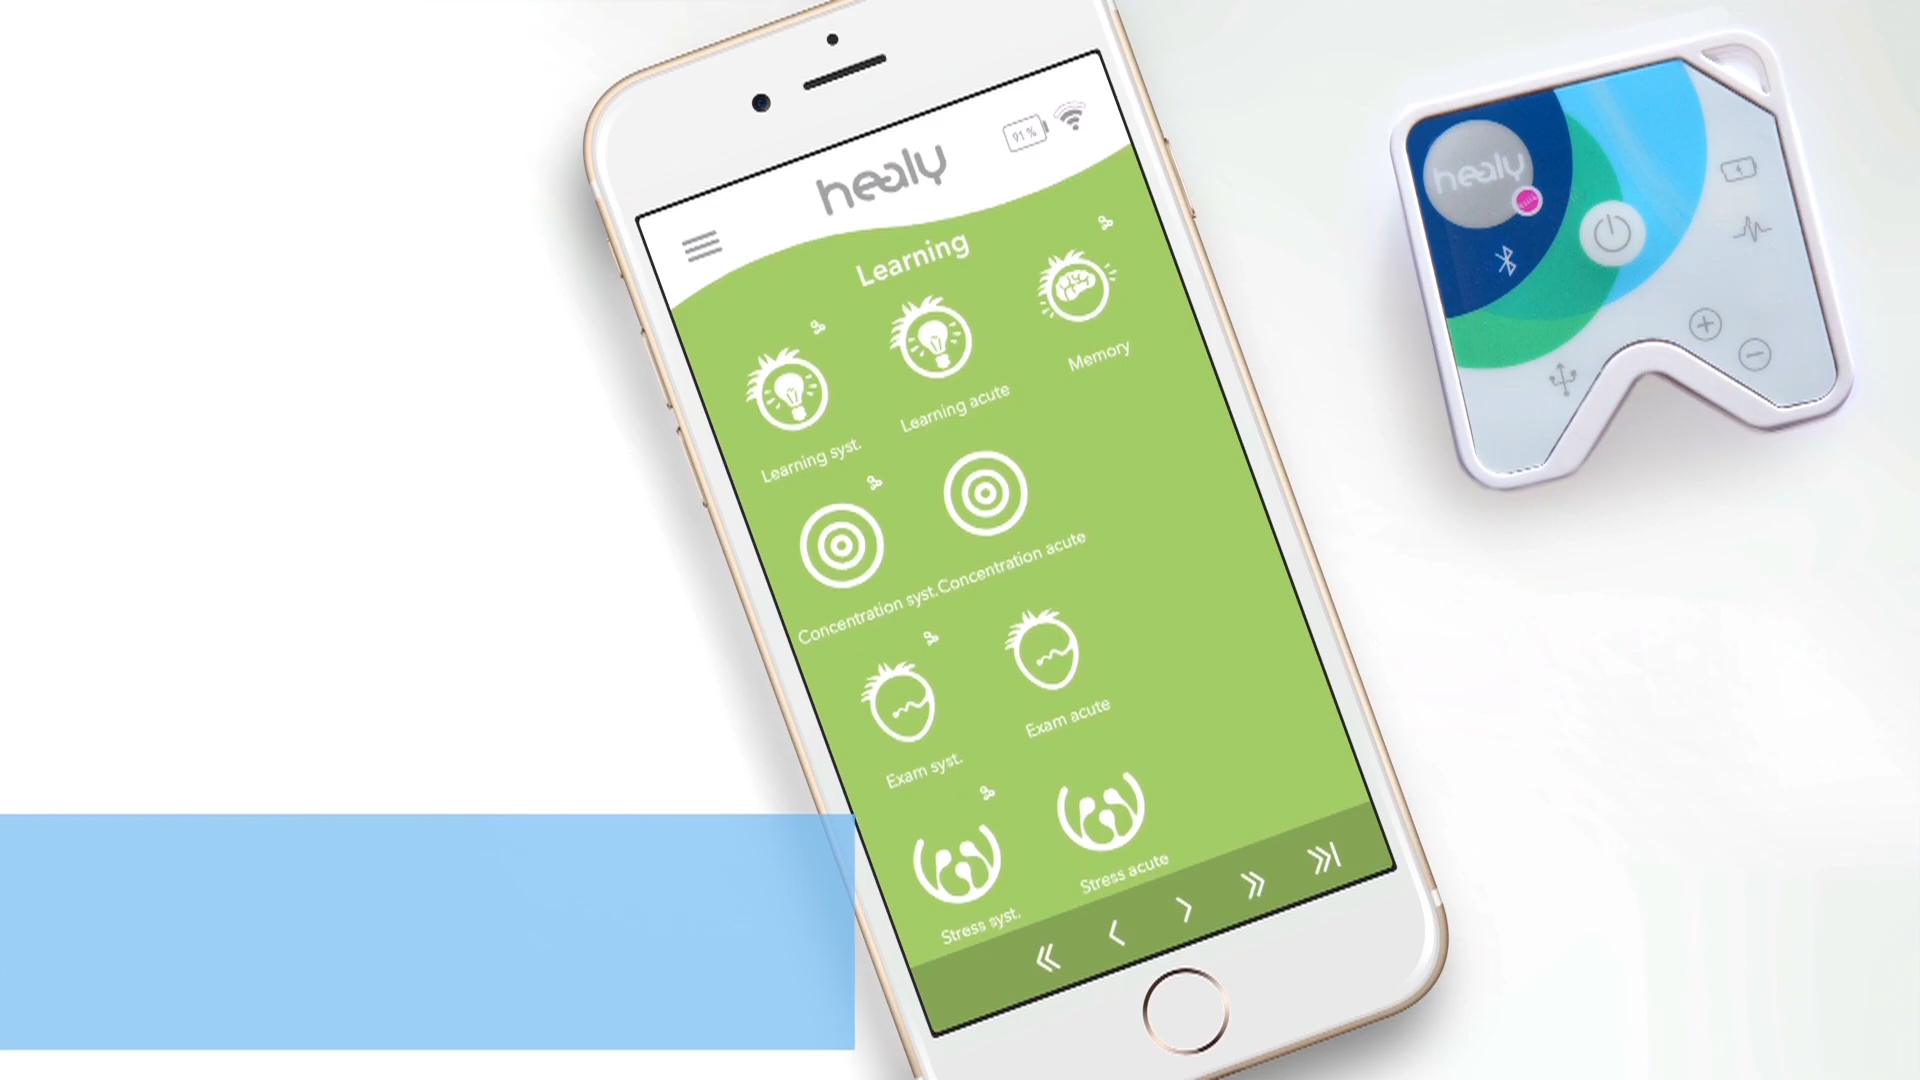 91 %
healy
Learning
Learning syst.
Learning acute
Memory
Concentration syst.
Concentration acute
Exam syst.
Exam acute
Stress syst.
Stress acute
healy